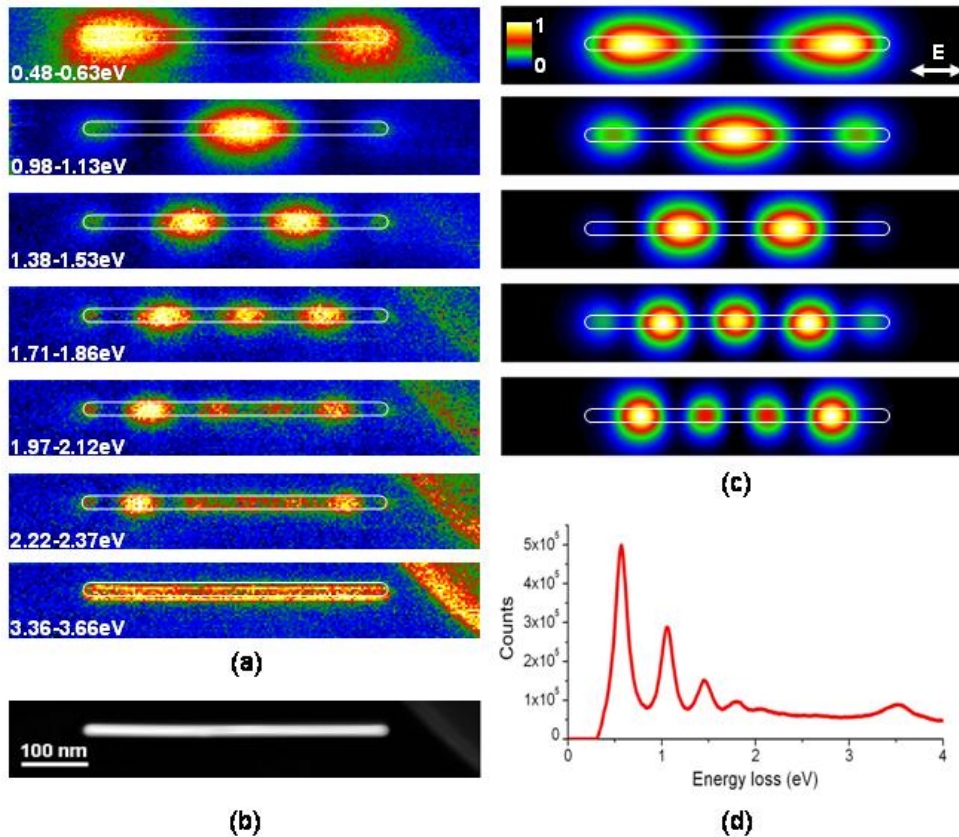 0.48-0.63eV
0.98-1.13eV
1.38-1.53eV
1.71-1.86eV
1.97-2.12eV
2.22-2.37eV
3.36-3.66eV
(a)
100 nm
(b)
1
0
E
(c)
5x10⁵
4x10⁵
3x10⁵
2x10⁵
1x10⁵
0
Counts
0 1 2 3 4
Energy loss (eV)
(d)